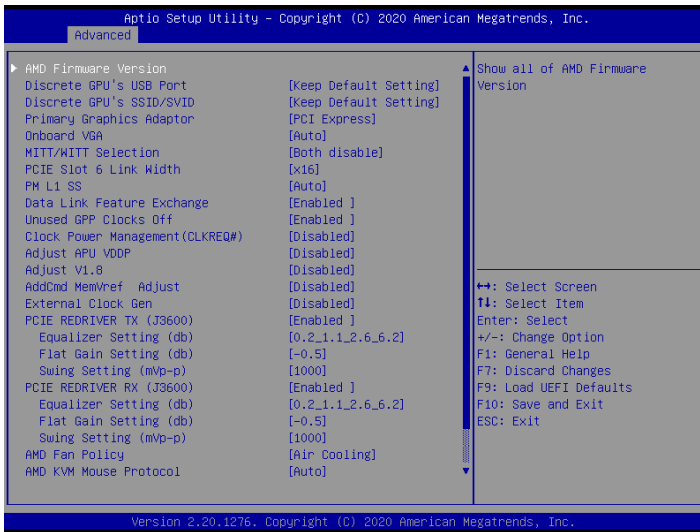 Aptio Setup Utility – Copyright (C) 2020 American Megatrends, Inc.
Advanced
AMD Firmware Version
Discrete GPU's USB Port [Keep Default Setting]
Discrete GPU's SSID/SVID [Keep Default Setting]
Primary Graphics Adaptor [PCI Express]
Onboard VGA [Auto]
MITT/WITT Selection [Both disable]
PCIE Slot 6 Link Width [x16]
PM L1 SS [Auto]
Data Link Feature Exchange [Enabled ]
Unused GPP Clocks Off [Enabled ]
Clock Power Management(CLKREQ#) [Disabled]
Adjust APU VDDP [Disabled]
Adjust V1.8 [Disabled]
AddCmd MemVref Adjust [Disabled]
External Clock Gen [Disabled]
PCIE REDRIVER TX (J3600) [Enabled ]
Equalizer Setting (db) [0.2_1.1_2.6_6.2]
Flat Gain Setting (db) [-0.5]
Swing Setting (mVp-p) [1000]
PCIE REDRIVER RX (J3600) [Enabled ]
Equalizer Setting (db) [0.2_1.1_2.6_6.2]
Flat Gain Setting (db) [-0.5]
Swing Setting (mVp-p) [1000]
AMD Fan Policy [Air Cooling]
AMD KVM Mouse Protocol [Auto]
Show all of AMD Firmware
Version
↔: Select Screen
↑↓: Select Item
Enter: Select
+/-: Change Option
F1: General Help
F7: Discard Changes
F9: Load UEFI Defaults
F10: Save and Exit
ESC: Exit
Version 2.20.1276. Copyright (C) 2020 American Megatrends, Inc.